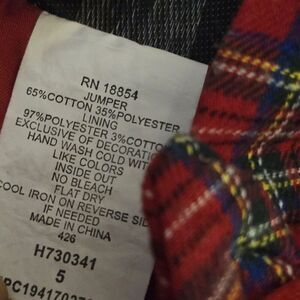 RN 18854
JUMPER
65%COTTON 35%POLYESTER
LINING
97%POLYESTER 3%COTTON
EXCLUSIVE OF DECORATION
HAND WASH COLD WITH
LIKE COLORS
INSIDE OUT
NO BLEACH
FLAT DRY
COOL IRON ON REVERSE SIDE
IF NEEDED
MADE IN CHINA
426
H730341
5